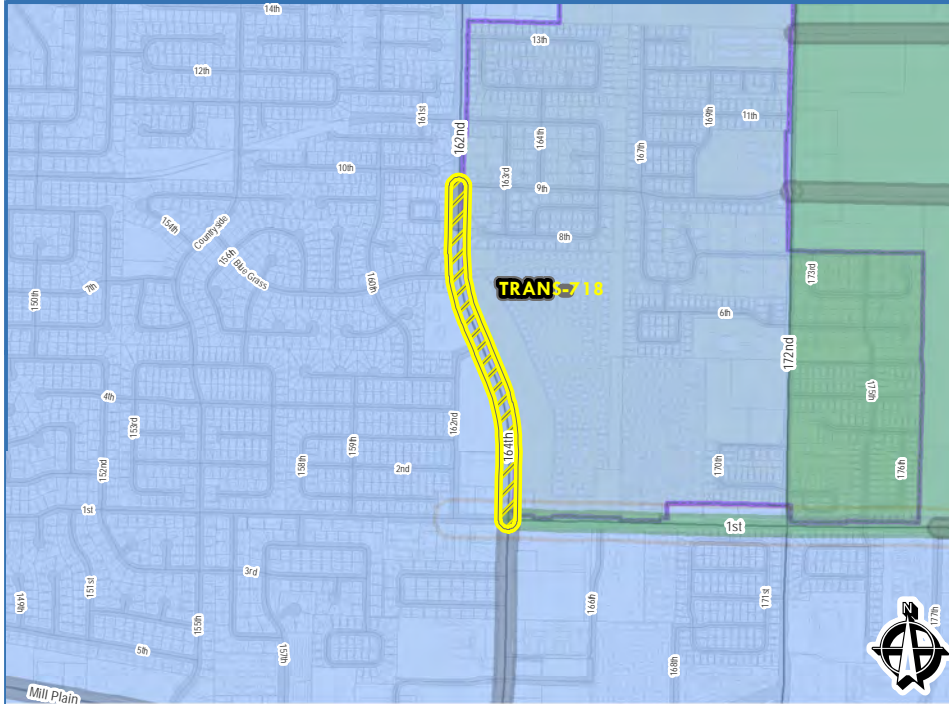 14th
13th
12th
161st
162nd
164th
169th
11th
167th
10th
163rd
9th
154th
Countryside
156th
Blue Grass
8th
160th
7th
150th
TRANS-718
173rd
6th
172nd
4th
153rd
162nd
175th
164th
152nd
158th
159th
2nd
170th
176th
1st
1st
3rd
149th
151st
155th
5th
157th
166th
171st
168th
177th
N
Mill Plain